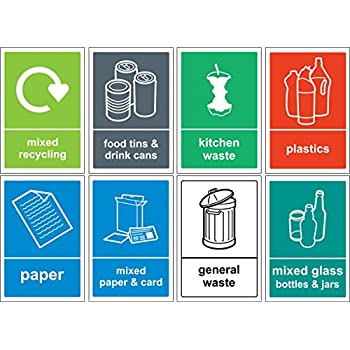 mixed
recycling
food tins &
drink cans
kitchen
waste
plastics
paper
mixed
paper & card
general
waste
mixed glass
bottles & jars